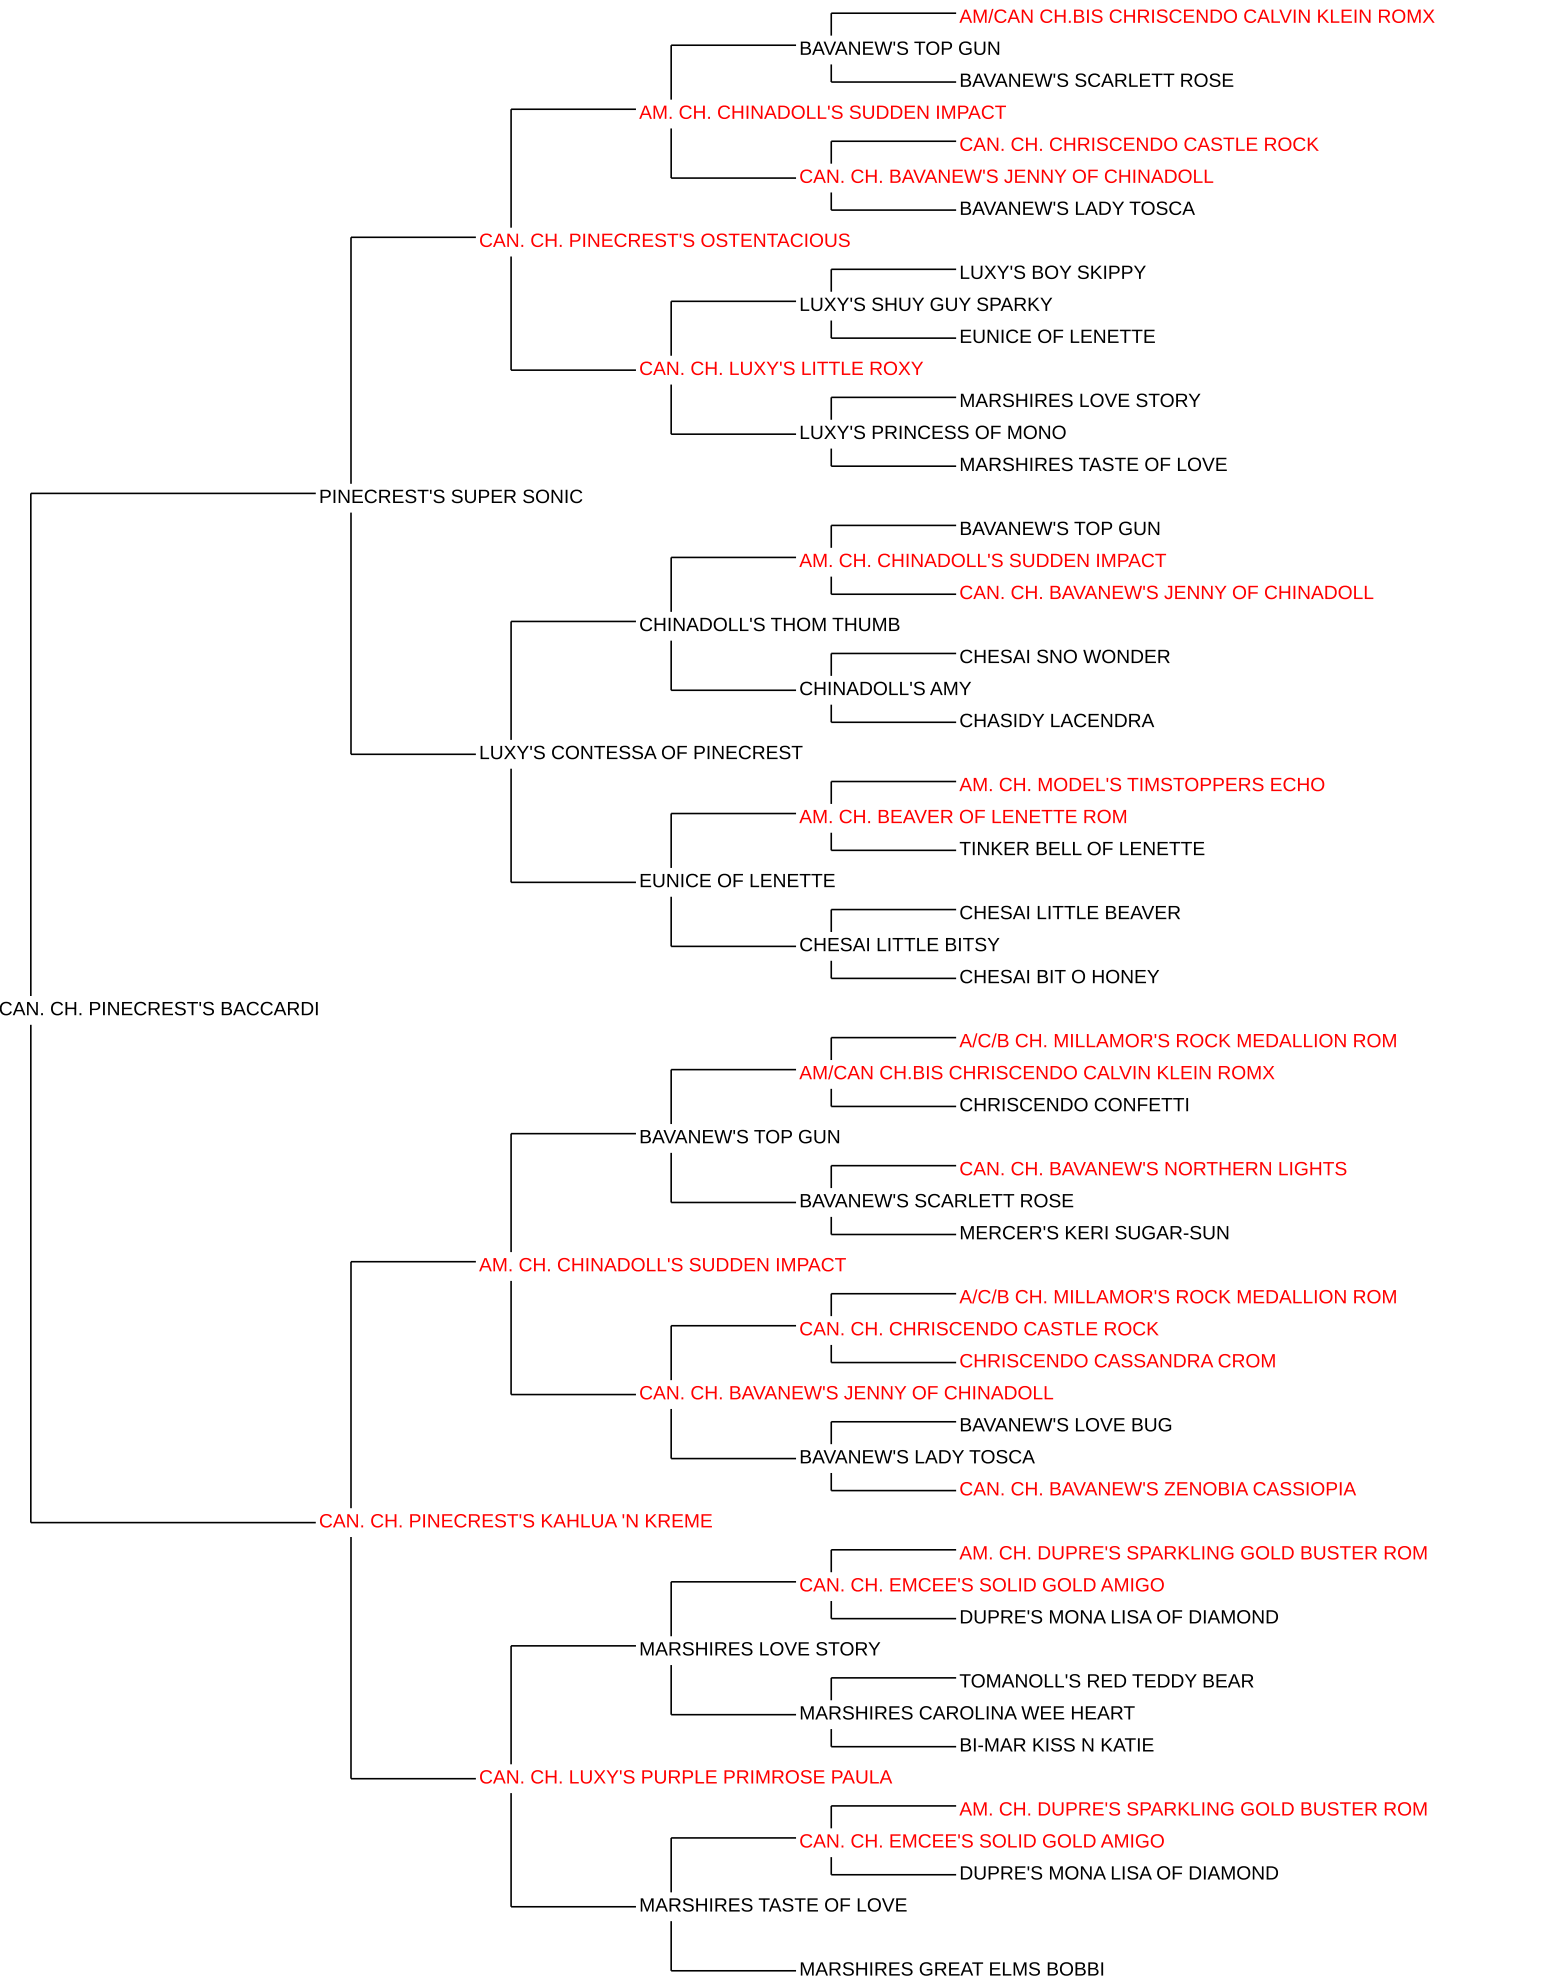 AM/CAN CH.BIS CHRISCENDO CALVIN KLEIN ROMX
BAVANEW'S TOP GUN
BAVANEW'S SCARLETT ROSE
AM. CH. CHINADOLL'S SUDDEN IMPACT
CAN. CH. CHRISCENDO CASTLE ROCK
CAN. CH. BAVANEW'S JENNY OF CHINADOLL
BAVANEW'S LADY TOSCA
CAN. CH. PINECREST'S OSTENTACIOUS
LUXY'S BOY SKIPPY
LUXY'S SHUY GUY SPARKY
EUNICE OF LENETTE
CAN. CH. LUXY'S LITTLE ROXY
MARSHIRES LOVE STORY
LUXY'S PRINCESS OF MONO
MARSHIRES TASTE OF LOVE
PINECREST'S SUPER SONIC
BAVANEW'S TOP GUN
AM. CH. CHINADOLL'S SUDDEN IMPACT
CAN. CH. BAVANEW'S JENNY OF CHINADOLL
CHINADOLL'S THOM THUMB
CHESAI SNO WONDER
CHINADOLL'S AMY
CHASIDY LACENDRA
LUXY'S CONTESSA OF PINECREST
AM. CH. MODEL'S TIMSTOPPERS ECHO
AM. CH. BEAVER OF LENETTE ROM
TINKER BELL OF LENETTE
EUNICE OF LENETTE
CHESAI LITTLE BEAVER
CHESAI LITTLE BITSY
CHESAI BIT O HONEY
CAN. CH. PINECREST'S BACCARDI
A/C/B CH. MILLAMOR'S ROCK MEDALLION ROM
AM/CAN CH.BIS CHRISCENDO CALVIN KLEIN ROMX
CHRISCENDO CONFETTI
BAVANEW'S TOP GUN
CAN. CH. BAVANEW'S NORTHERN LIGHTS
BAVANEW'S SCARLETT ROSE
MERCER'S KERI SUGAR-SUN
AM. CH. CHINADOLL'S SUDDEN IMPACT
A/C/B CH. MILLAMOR'S ROCK MEDALLION ROM
CAN. CH. CHRISCENDO CASTLE ROCK
CHRISCENDO CASSANDRA CROM
CAN. CH. BAVANEW'S JENNY OF CHINADOLL
BAVANEW'S LOVE BUG
BAVANEW'S LADY TOSCA
CAN. CH. BAVANEW'S ZENOBIA CASSIOPIA
CAN. CH. PINECREST'S KAHLUA 'N KREME
AM. CH. DUPRE'S SPARKLING GOLD BUSTER ROM
CAN. CH. EMCEE'S SOLID GOLD AMIGO
DUPRE'S MONA LISA OF DIAMOND
MARSHIRES LOVE STORY
TOMANOLL'S RED TEDDY BEAR
MARSHIRES CAROLINA WEE HEART
BI-MAR KISS N KATIE
CAN. CH. LUXY'S PURPLE PRIMROSE PAULA
AM. CH. DUPRE'S SPARKLING GOLD BUSTER ROM
CAN. CH. EMCEE'S SOLID GOLD AMIGO
DUPRE'S MONA LISA OF DIAMOND
MARSHIRES TASTE OF LOVE
MARSHIRES GREAT ELMS BOBBI